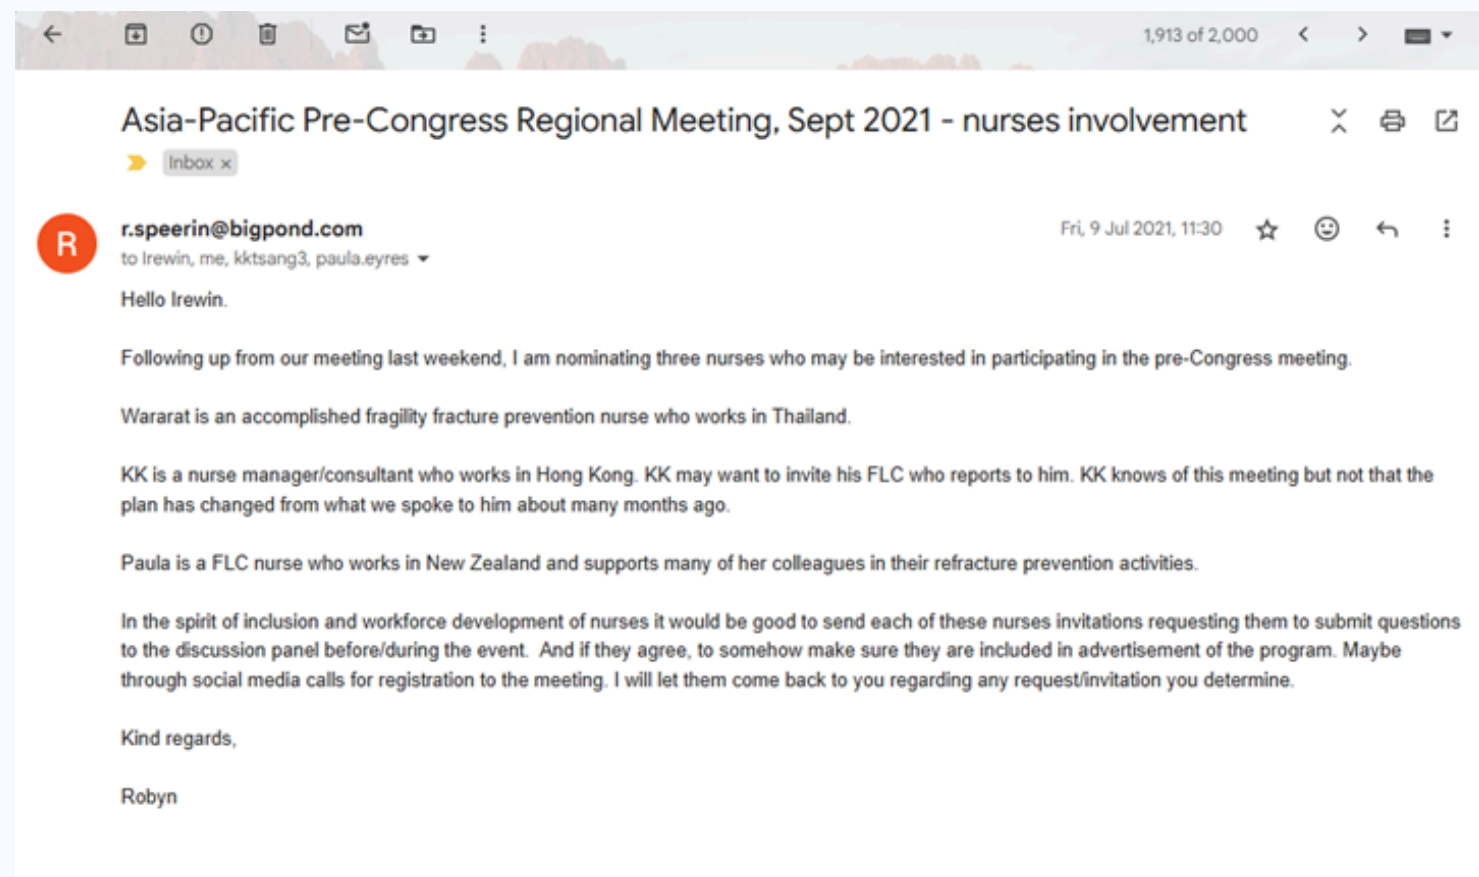 1,913 of 2,000
Asia-Pacific Pre-Congress Regional Meeting, Sept 2021 - nurses involvement
Inbox ×
R
r.speerin@bigpond.com
Fri, 9 Jul 2021, 11:30
to Irewin, me, kktsang3, paula.eyres
Hello Irewin.
Following up from our meeting last weekend, I am nominating three nurses who may be interested in participating in the pre-Congress meeting.
Wararat is an accomplished fragility fracture prevention nurse who works in Thailand.
KK is a nurse manager/consultant who works in Hong Kong. KK may want to invite his FLC who reports to him. KK knows of this meeting but not that the
plan has changed from what we spoke to him about many months ago.
Paula is a FLC nurse who works in New Zealand and supports many of her colleagues in their refracture prevention activities.
In the spirit of inclusion and workforce development of nurses it would be good to send each of these nurses invitations requesting them to submit questions
to the discussion panel before/during the event.  And if they agree, to somehow make sure they are included in advertisement of the program. Maybe
through social media calls for registration to the meeting. I will let them come back to you regarding any request/invitation you determine.
Kind regards,
Robyn